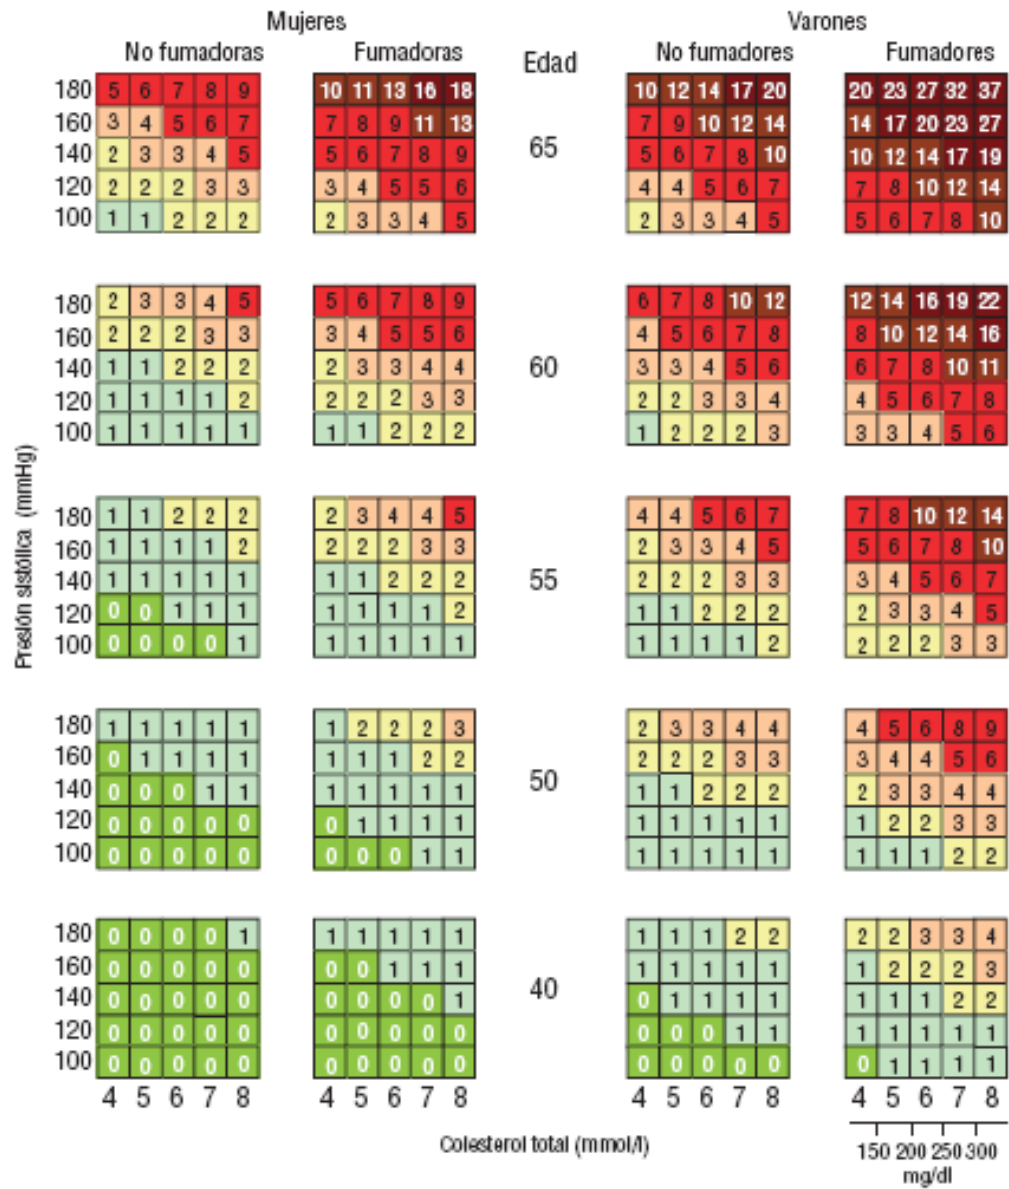 Mujeres Varones
No fumadoras Fumadoras Edad No fumadores Fumadores
180 5 6 7 8 9 10 11 13 16 18 10 12 14 17 20 20 23 27 32 37
160 3 4 5 6 7 7 8 9 11 13 7 9 10 12 14 14 17 20 23 27
140 2 3 3 4 5 5 6 7 8 9 65 5 6 7 8 10 10 12 14 17 19
120 2 2 2 3 3 3 4 5 5 6 4 4 5 6 7 7 8 10 12 14
100 1 1 2 2 2 2 3 3 4 5 2 3 3 4 5 5 6 7 8 10
180 2 3 3 4 5 5 6 7 8 9 6 7 8 10 12 12 14 16 19 22
160 2 2 2 3 3 3 4 5 5 6 4 5 6 7 8 8 10 12 14 16
140 1 1 2 2 2 2 3 3 4 4 60 3 3 4 5 6 6 7 8 10 11
120 1 1 1 1 2 2 2 2 3 3 2 2 3 3 4 4 5 6 7 8
100 1 1 1 1 1 1 1 2 2 2 1 2 2 2 3 3 3 4 5 6
180 1 1 2 2 2 2 3 4 4 5 4 4 5 6 7 7 8 10 12 14
160 1 1 1 1 2 2 2 2 3 3 2 3 3 4 5 5 6 7 8 10
140 1 1 1 1 1 1 1 2 2 2 55 2 2 2 3 3 3 4 5 6 7
120 0 0 1 1 1 1 1 1 1 2 1 1 2 2 2 2 3 3 4 5
100 0 0 0 0 1 1 1 1 1 1 1 1 1 1 2 2 2 2 3 3
180 1 1 1 1 1 1 2 2 2 3 2 3 3 4 4 4 5 6 8 9
160 0 1 1 1 1 1 1 1 2 2 2 2 2 3 3 3 4 4 5 6
140 0 0 0 1 1 1 1 1 1 1 50 1 1 2 2 2 2 3 3 4 4
120 0 0 0 0 0 0 1 1 1 1 1 1 1 1 1 1 2 2 3 3
100 0 0 0 0 0 0 0 0 1 1 1 1 1 1 1 1 1 1 2 2
180 0 0 0 0 1 1 1 1 1 1 1 1 1 2 2 2 2 3 3 4
160 0 0 0 0 0 0 0 1 1 1 1 1 1 1 1 1 2 2 2 3
140 0 0 0 0 0 0 0 0 0 1 40 0 1 1 1 1 1 1 1 2 2
120 0 0 0 0 0 0 0 0 0 0 0 0 0 1 1 1 1 1 1 1
100 0 0 0 0 0 0 0 0 0 0 0 0 0 0 0 0 1 1 1 1
4 5 6 7 8 4 5 6 7 8 4 5 6 7 8 4 5 6 7 8
Presión sistólica (mmHg)
Colesterol total (mmol/l)
150 200 250 300
mg/dl